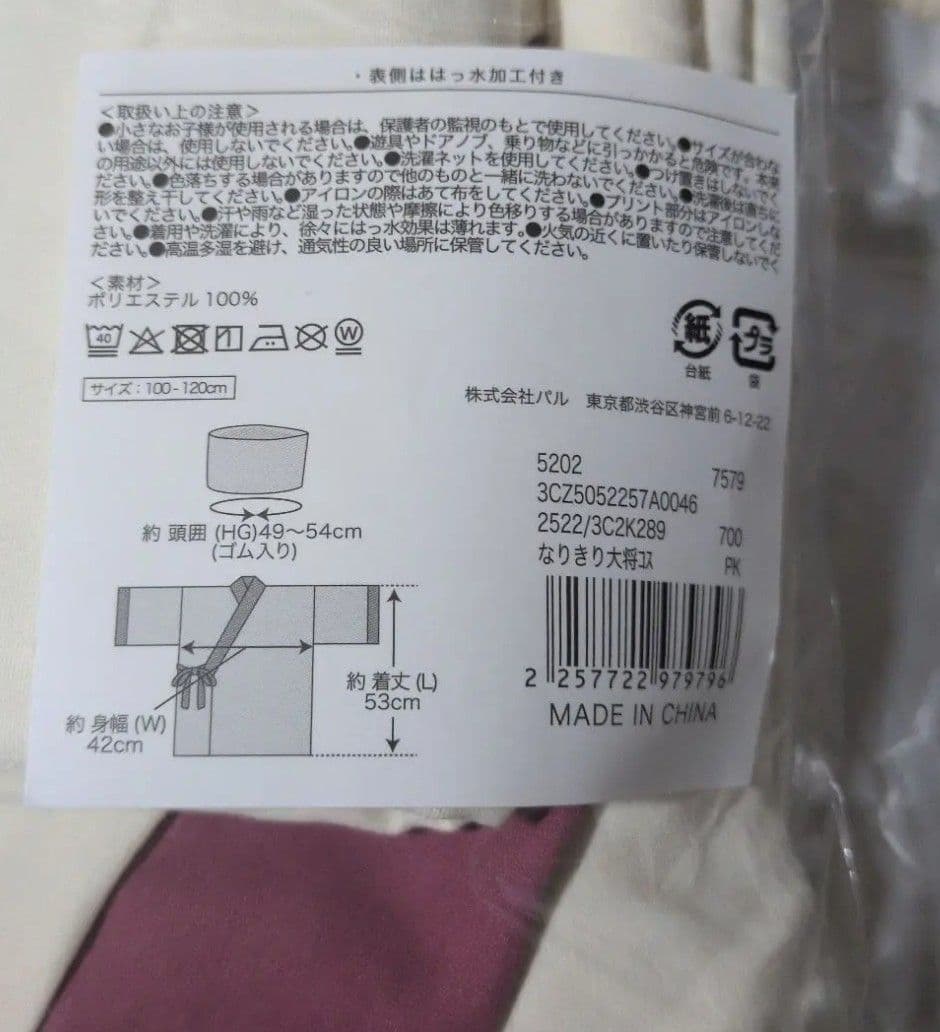 ・表側ははっ水加工付き
＜取扱い上の注意＞
●小さなお子様が使用される場合は、保護者の監視のもとで使用してください。●サイズが合わな
い場合は、使用しないでください。●遊具やドアノブ、乗り物などに引っかかると危険です。本来
の用途以外には使用しないでください。●洗濯ネットを使用してください。●つけ置きはしないでく
ださい。●色落ちする場合がありますので他のものと一緒に洗わないでください。●洗濯後は直ちに
形を整え干してください。●アイロンの際はあて布をしてください。●プリント部分はアイロンしな
いでください。●汗や雨など湿った状態や摩擦により色移りする場合がありますので注意してくだ
さい。●着用や洗濯により、徐々にはっ水効果は薄れます。●火気の近くに置いたり保管しないでく
ださい。●高温多湿を避け、通気性の良い場所に保管してください。
＜素材＞
ポリエステル 100%
40
W
紙
台紙
プラ
袋
サイズ：100-120cm
株式会社パル 東京都渋谷区神宮前 6-12-22
約 頭囲 (HG)49〜54cm
(ゴム入り)
約 着丈 (L)
53cm
約 身幅 (W)
42cm
5202 7579
3CZ5052257A0046
2522/3C2K289 700
なりきり大将コス PK
2 257722 979796
MADE IN CHINA